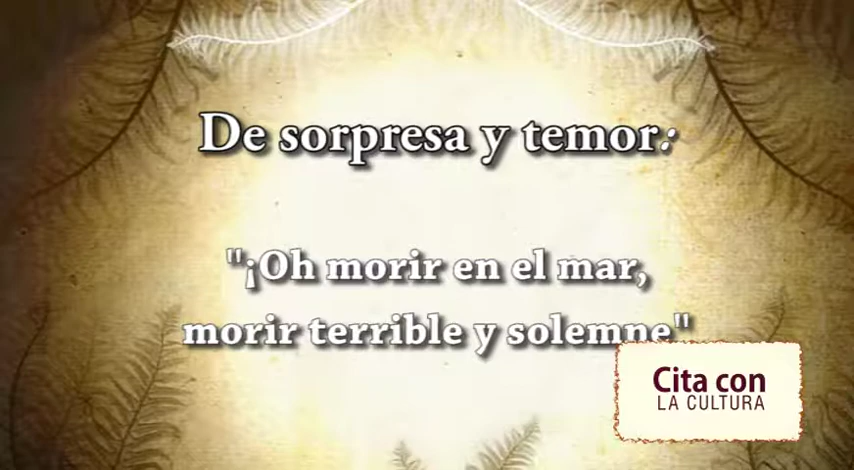 De sorpresa y temor:
"¡Oh morir en el mar,
morir terrible y solemne"
Cita con
LA CULTURA